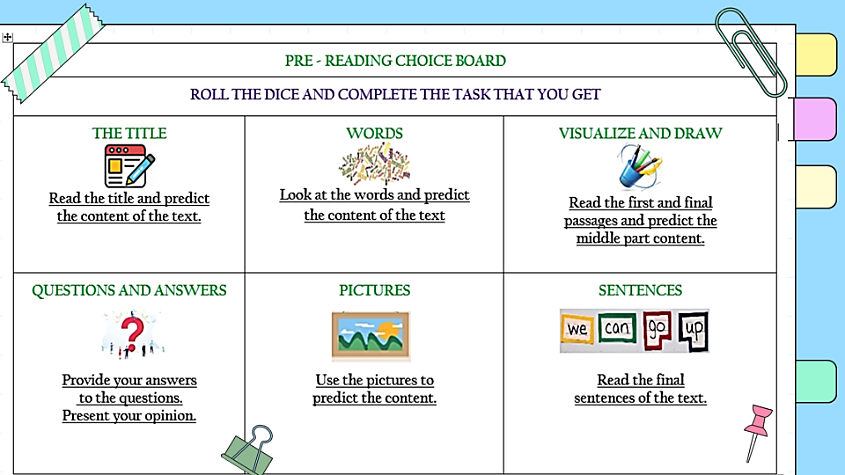 PRE - READING CHOICE BOARD
ROLL THE DICE AND COMPLETE THE TASK THAT YOU GET
THE TITLE
Read the title and predict
the content of the text.
WORDS
Look at the words and predict
the content of the text
VISUALIZE AND DRAW
Read the first and final
passages and predict the
middle part content.
QUESTIONS AND ANSWERS
Provide your answers
to the questions.
Present your opinion.
PICTURES
Use the pictures to
predict the content.
SENTENCES
we can go up
Read the final
sentences of the text.